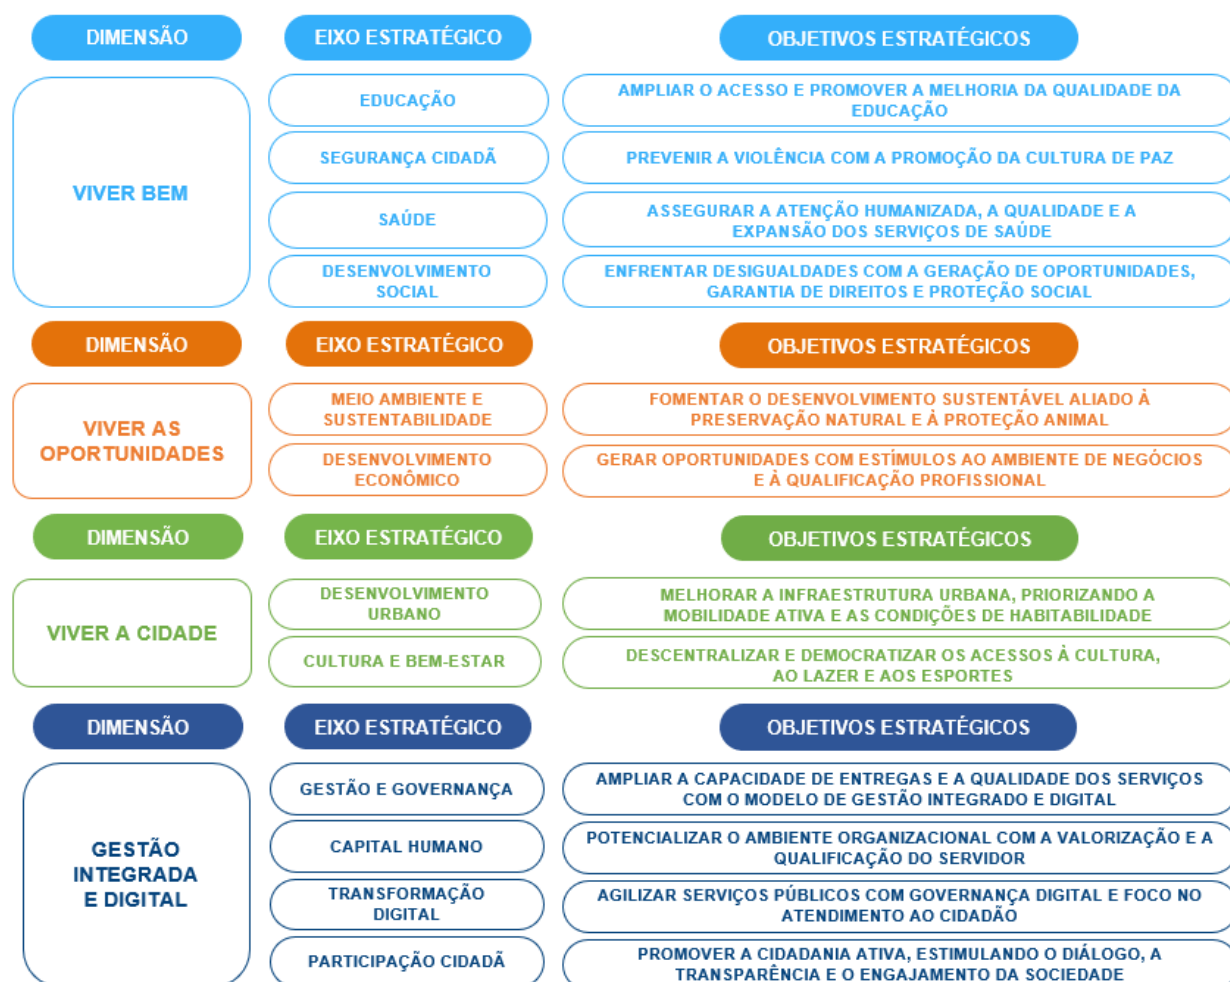 DIMENSÃO
EIXO ESTRATÉGICO
OBJETIVOS ESTRATÉGICOS
VIVER BEM
EDUCAÇÃO
AMPLIAR O ACESSO E PROMOVER A MELHORIA DA QUALIDADE DA
EDUCAÇÃO
SEGURANÇA CIDADÃ
PREVENIR A VIOLÊNCIA COM A PROMOÇÃO DA CULTURA DE PAZ
SAÚDE
ASSEGURAR A ATENÇÃO HUMANIZADA, A QUALIDADE E A
EXPANSÃO DOS SERVIÇOS DE SAÚDE
DESENVOLVIMENTO
SOCIAL
ENFRENTAR DESIGUALDADES COM A GERAÇÃO DE OPORTUNIDADES,
GARANTIA DE DIREITOS E PROTEÇÃO SOCIAL
DIMENSÃO
EIXO ESTRATÉGICO
OBJETIVOS ESTRATÉGICOS
VIVER AS
OPORTUNIDADES
MEIO AMBIENTE E
SUSTENTABILIDADE
FOMENTAR O DESENVOLVIMENTO SUSTENTÁVEL ALIADO À
PRESERVAÇÃO NATURAL E À PROTEÇÃO ANIMAL
DESENVOLVIMENTO
ECONÔMICO
GERAR OPORTUNIDADES COM ESTÍMULOS AO AMBIENTE DE NEGÓCIOS
E À QUALIFICAÇÃO PROFISSIONAL
DIMENSÃO
EIXO ESTRATÉGICO
OBJETIVOS ESTRATÉGICOS
VIVER A CIDADE
DESENVOLVIMENTO
URBANO
MELHORAR A INFRAESTRUTURA URBANA, PRIORIZANDO A
MOBILIDADE ATIVA E AS CONDIÇÕES DE HABITABILIDADE
CULTURA E BEM-ESTAR
DESCENTRALIZAR E DEMOCRATIZAR OS ACESSOS À CULTURA,
AO LAZER E AOS ESPORTES
DIMENSÃO
EIXO ESTRATÉGICO
OBJETIVOS ESTRATÉGICOS
GESTÃO
INTEGRADA
E DIGITAL
GESTÃO E GOVERNANÇA
AMPLIAR A CAPACIDADE DE ENTREGAS E A QUALIDADE DOS SERVIÇOS
COM O MODELO DE GESTÃO INTEGRADO E DIGITAL
CAPITAL HUMANO
POTENCIALIZAR O AMBIENTE ORGANIZACIONAL COM A VALORIZAÇÃO E A
QUALIFICAÇÃO DO SERVIDOR
TRANSFORMAÇÃO
DIGITAL
AGILIZAR SERVIÇOS PÚBLICOS COM GOVERNANÇA DIGITAL E FOCO NO
ATENDIMENTO AO CIDADÃO
PARTICIPAÇÃO CIDADÃ
PROMOVER A CIDADANIA ATIVA, ESTIMULANDO O DIÁLOGO, A
TRANSPARÊNCIA E O ENGAJAMENTO DA SOCIEDADE